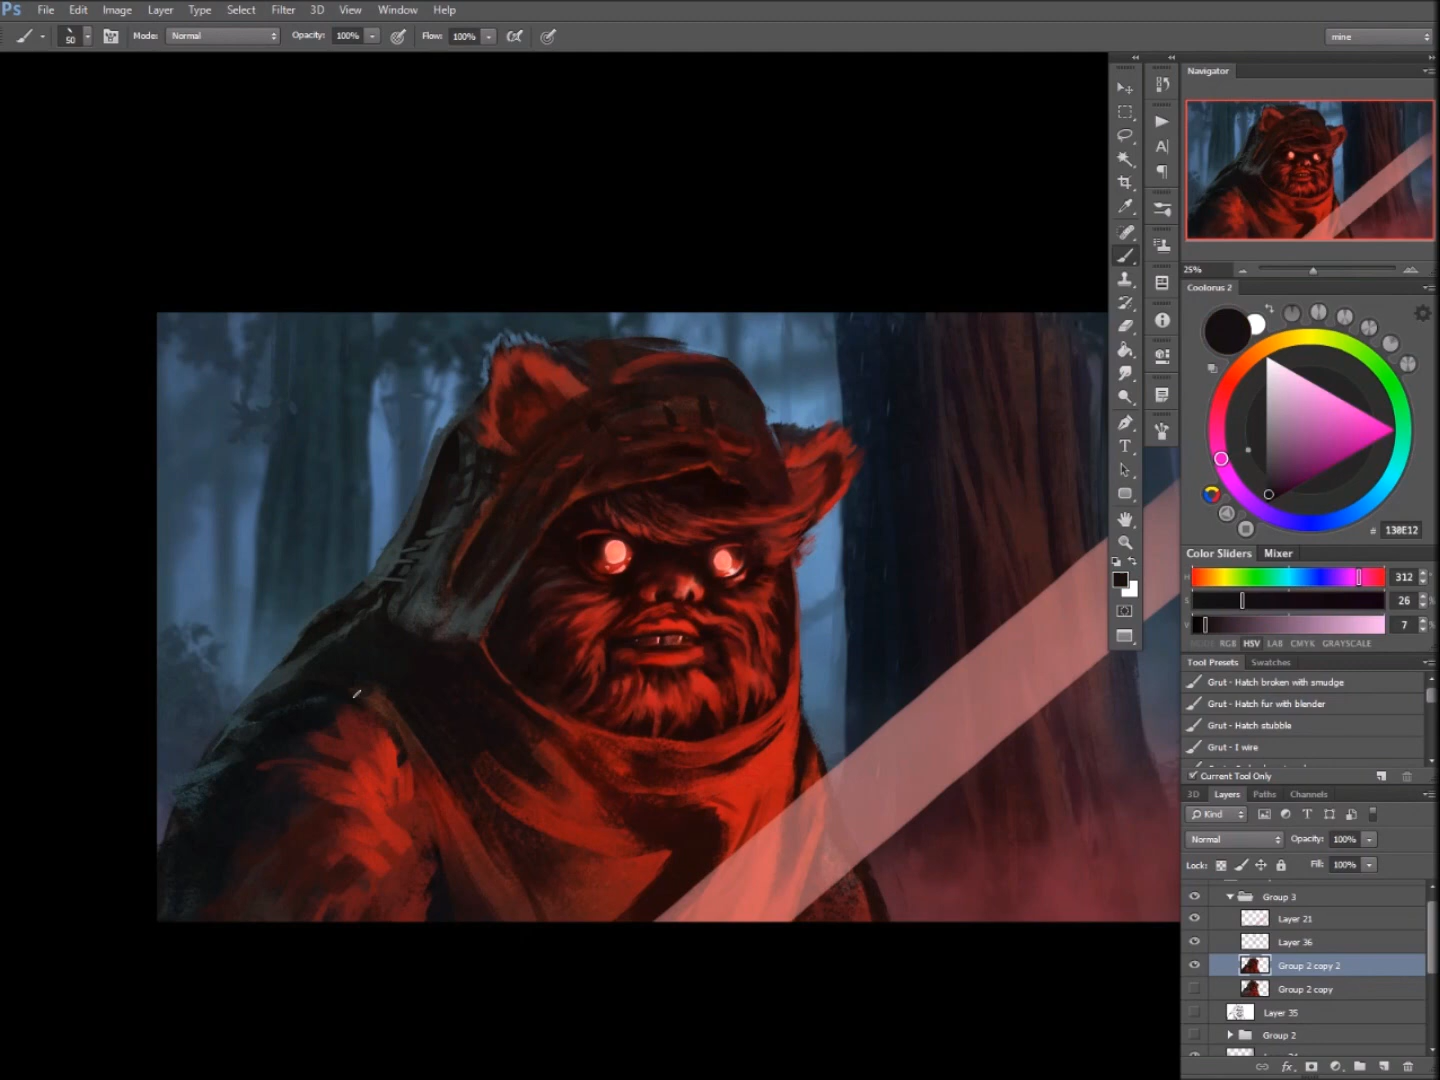 Ps File Edit Image Layer Type Select Filter 3D View Window Help
50 Mode: Normal Opacity: 100% Flow: 100% mine
Navigator
25%
Coolorus 2
# 130E12
Color Sliders Mixer
H 312 °
S 26 %
V 7 %
RGB HSV LAB CMYK GRAYSCALE
Tool Presets Swatches
Grut - Hatch broken with smudge
Grut - Hatch fur with blender
Grut - Hatch stubble
Grut - I wire
Current Tool Only
3D Layers Paths Channels
Kind
Normal Opacity: 100%
Lock: Fill: 100%
Group 3
Layer 21
Layer 36
Group 2 copy 2
Group 2 copy
Layer 35
Group 2